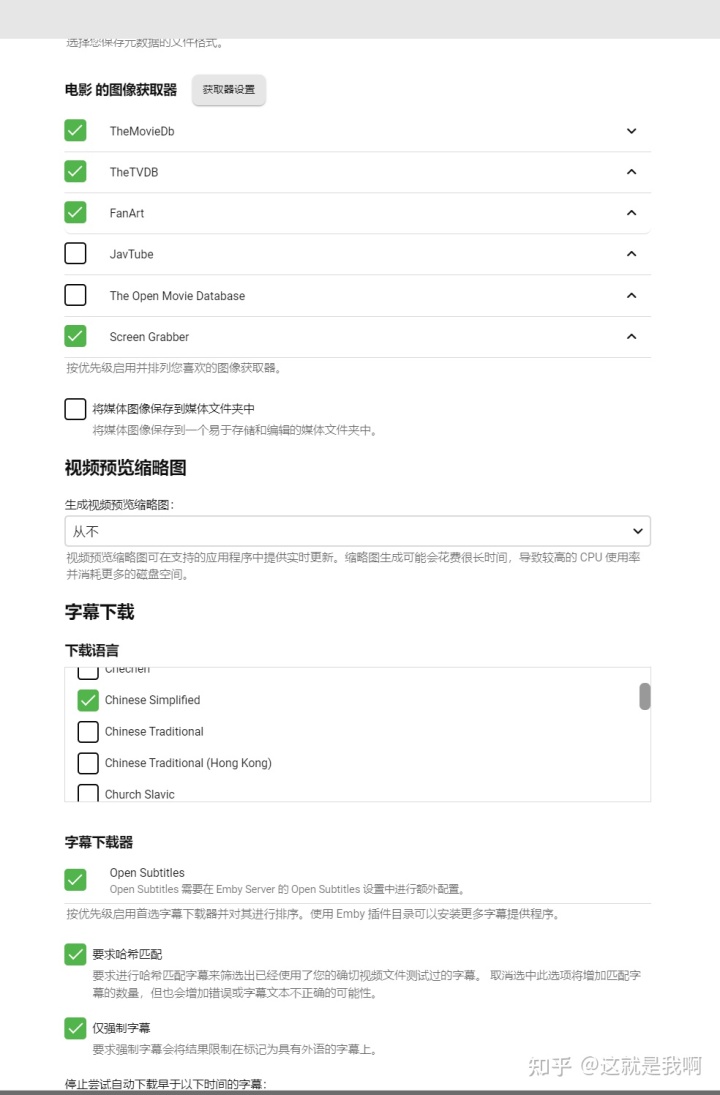 选择您保存元数据的文件格式。
电影 的图像获取器 获取器设置
TheMovieDb
TheTVDB
FanArt
JavTube
The Open Movie Database
Screen Grabber
按优先级启用并排列您喜欢的图像获取器。
将媒体图像保存到媒体文件夹中
将媒体图像保存到一个易于存储和编辑的媒体文件夹中。
视频预览缩略图
生成视频预览缩略图:
从不
视频预览缩略图可在支持的应用程序中提供实时更新。缩略图生成可能会花费很长时间，导致较高的 CPU 使用率
并消耗更多的磁盘空间。
字幕下载
下载语言
Chechen
Chinese Simplified
Chinese Traditional
Chinese Traditional (Hong Kong)
Church Slavic
字幕下载器
Open Subtitles
Open Subtitles 需要在 Emby Server 的 Open Subtitles 设置中进行额外配置。
按优先级启用首选字幕下载器并对其进行排序。使用 Emby 插件目录可以安装更多字幕提供程序。
要求哈希匹配
要求进行哈希匹配字幕来筛选出已经使用了您的确切视频文件测试过的字幕。 取消选中此选项将增加匹配字
幕的数量，但也会增加错误或字幕文本不正确的可能性。
仅强制字幕
要求强制字幕会将结果限制在标记为具有外语的字幕上。
停止尝试自动下载早于以下时间的字幕:
知乎 @这就是我啊